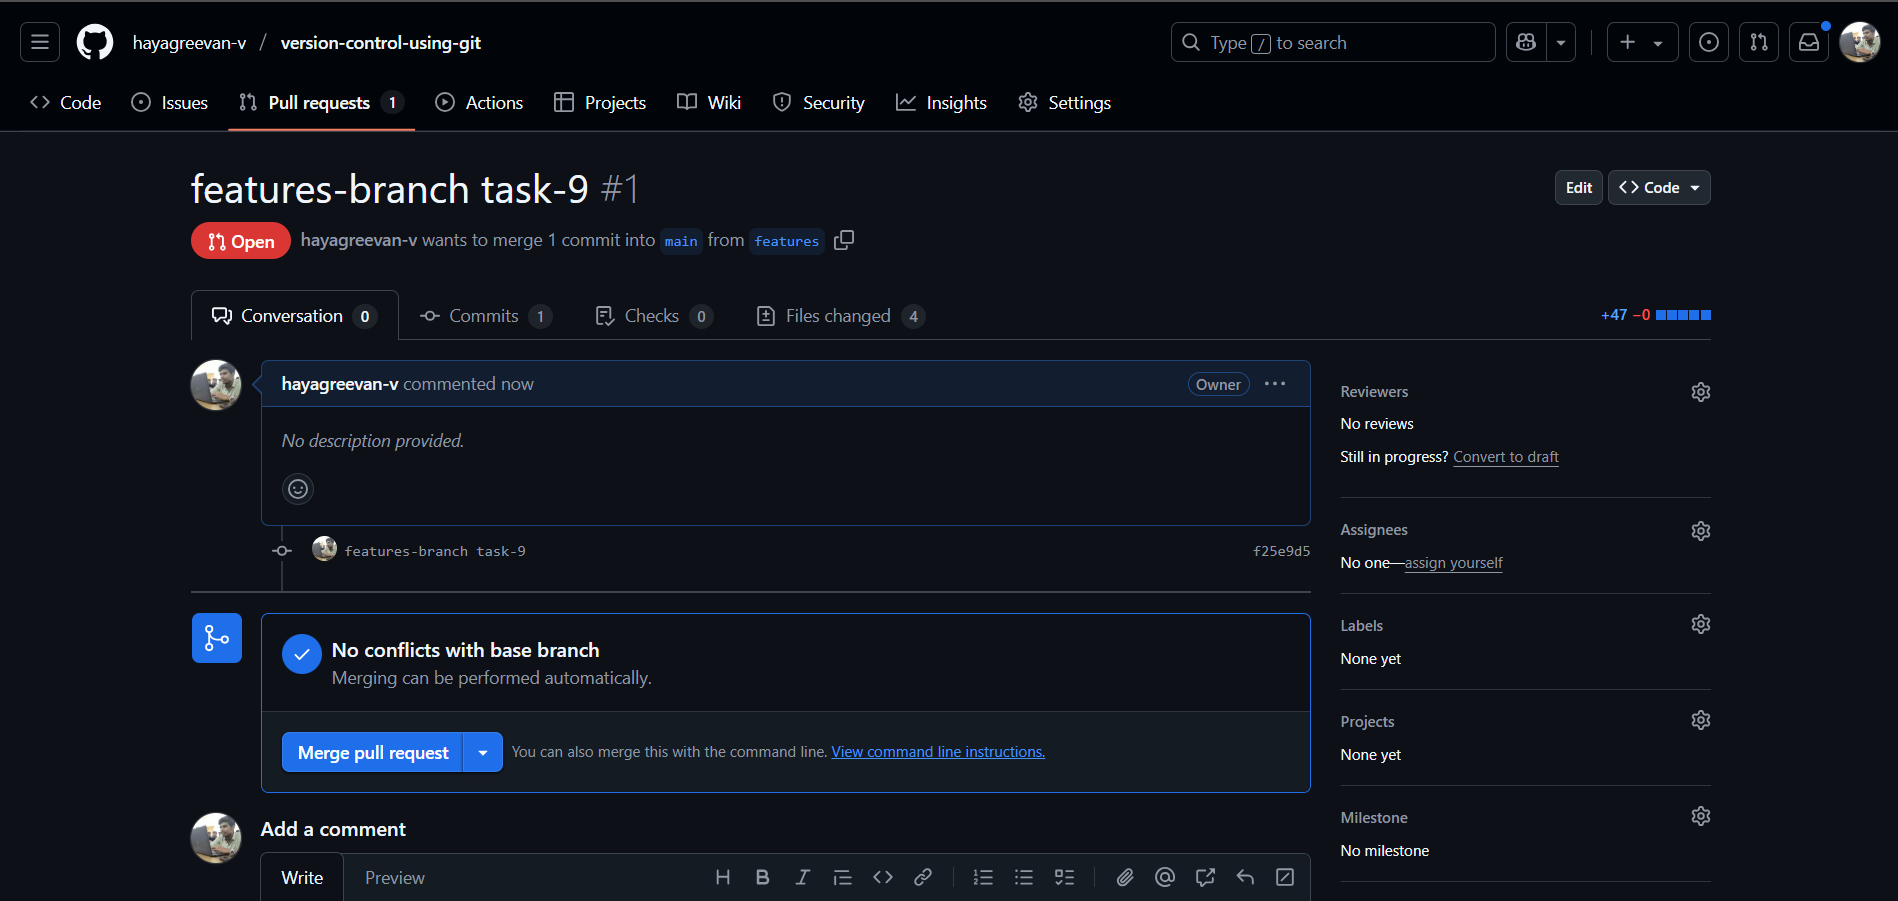 hayagreevan-v / version-control-using-git
Type / to search
Code
Issues
Pull requests 1
Actions
Projects
Wiki
Security
Insights
Settings
features-branch task-9 #1
Edit
Code
Open
hayagreevan-v wants to merge 1 commit into main from features
Conversation 0
Commits 1
Checks 0
Files changed 4
+47 −0
hayagreevan-v commented now
Owner
No description provided.
features-branch task-9
f25e9d5
No conflicts with base branch
Merging can be performed automatically.
Merge pull request
You can also merge this with the command line. View command line instructions.
Add a comment
Write
Preview
Reviewers
No reviews
Still in progress? Convert to draft
Assignees
No one—assign yourself
Labels
None yet
Projects
None yet
Milestone
No milestone